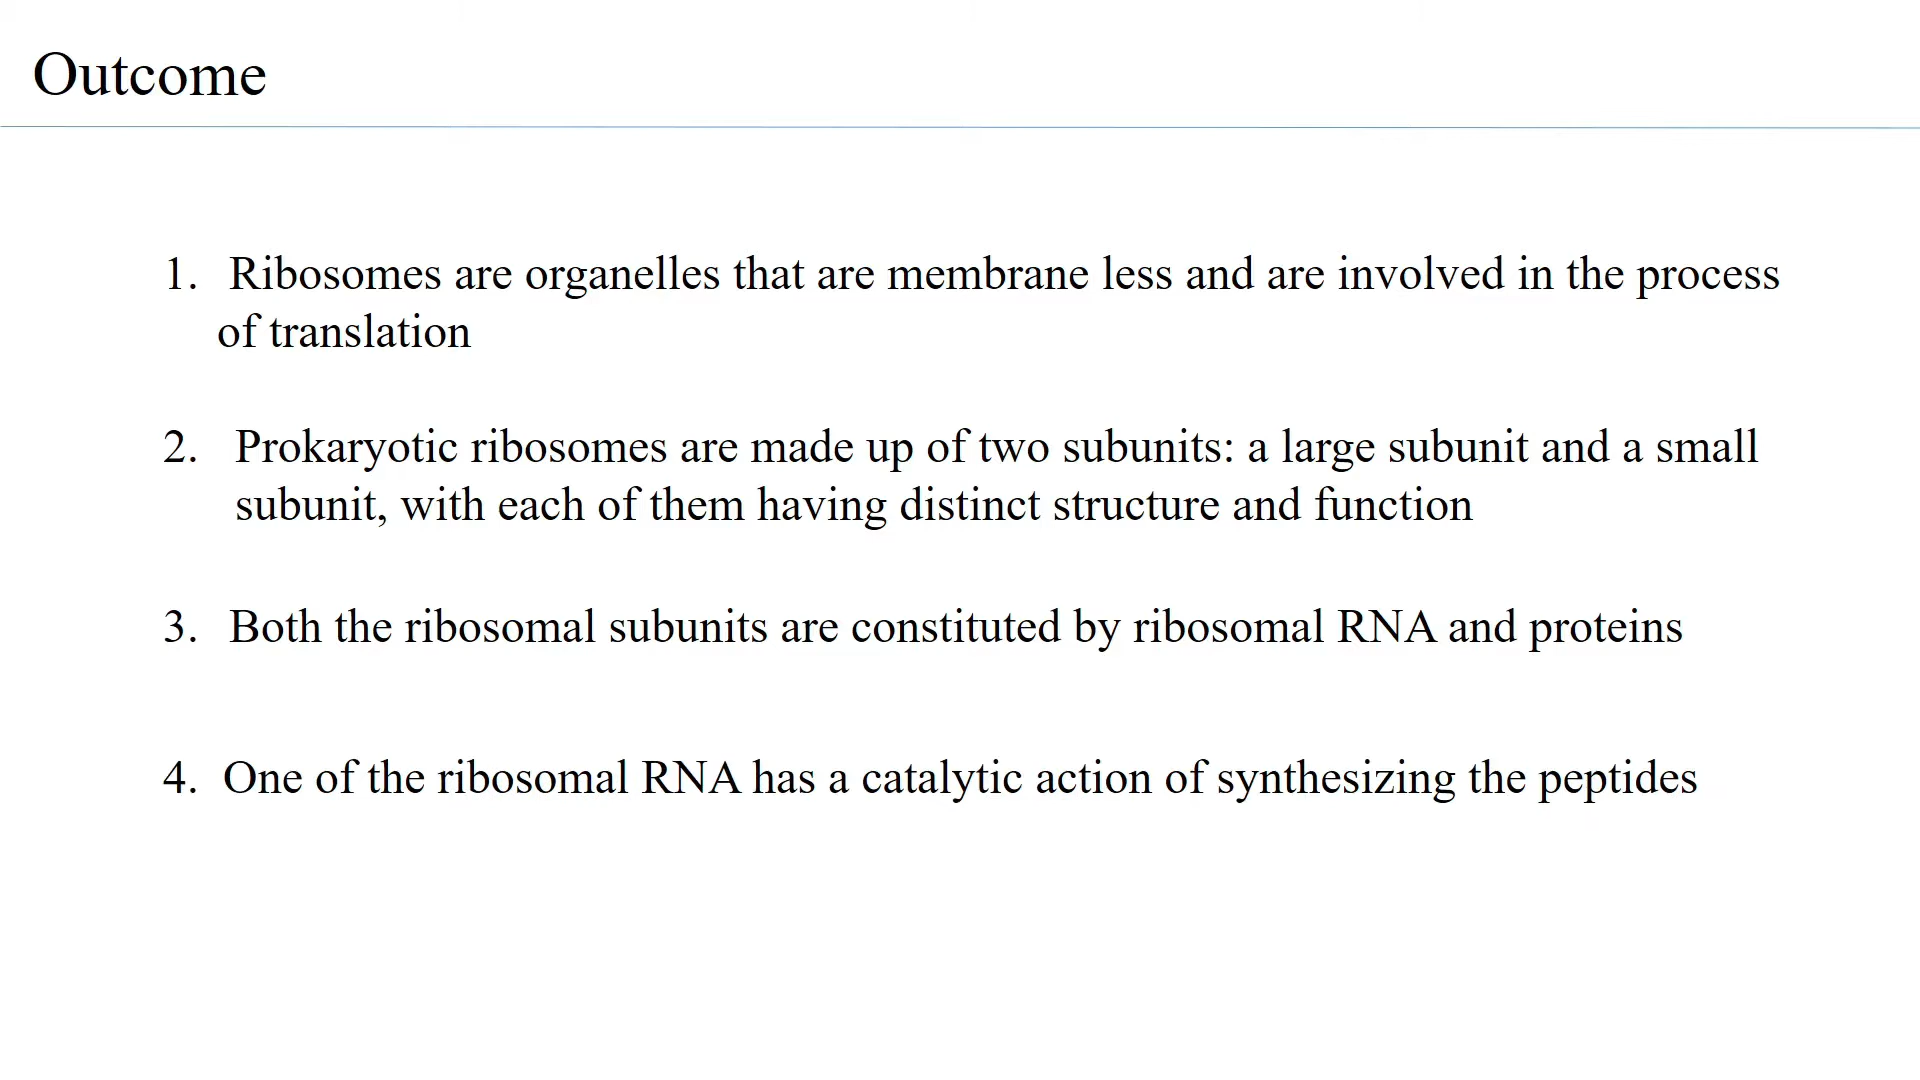 Outcome
1. Ribosomes are organelles that are membrane less and are involved in the process
of translation
2. Prokaryotic ribosomes are made up of two subunits: a large subunit and a small
subunit, with each of them having distinct structure and function
3. Both the ribosomal subunits are constituted by ribosomal RNA and proteins
4. One of the ribosomal RNA has a catalytic action of synthesizing the peptides